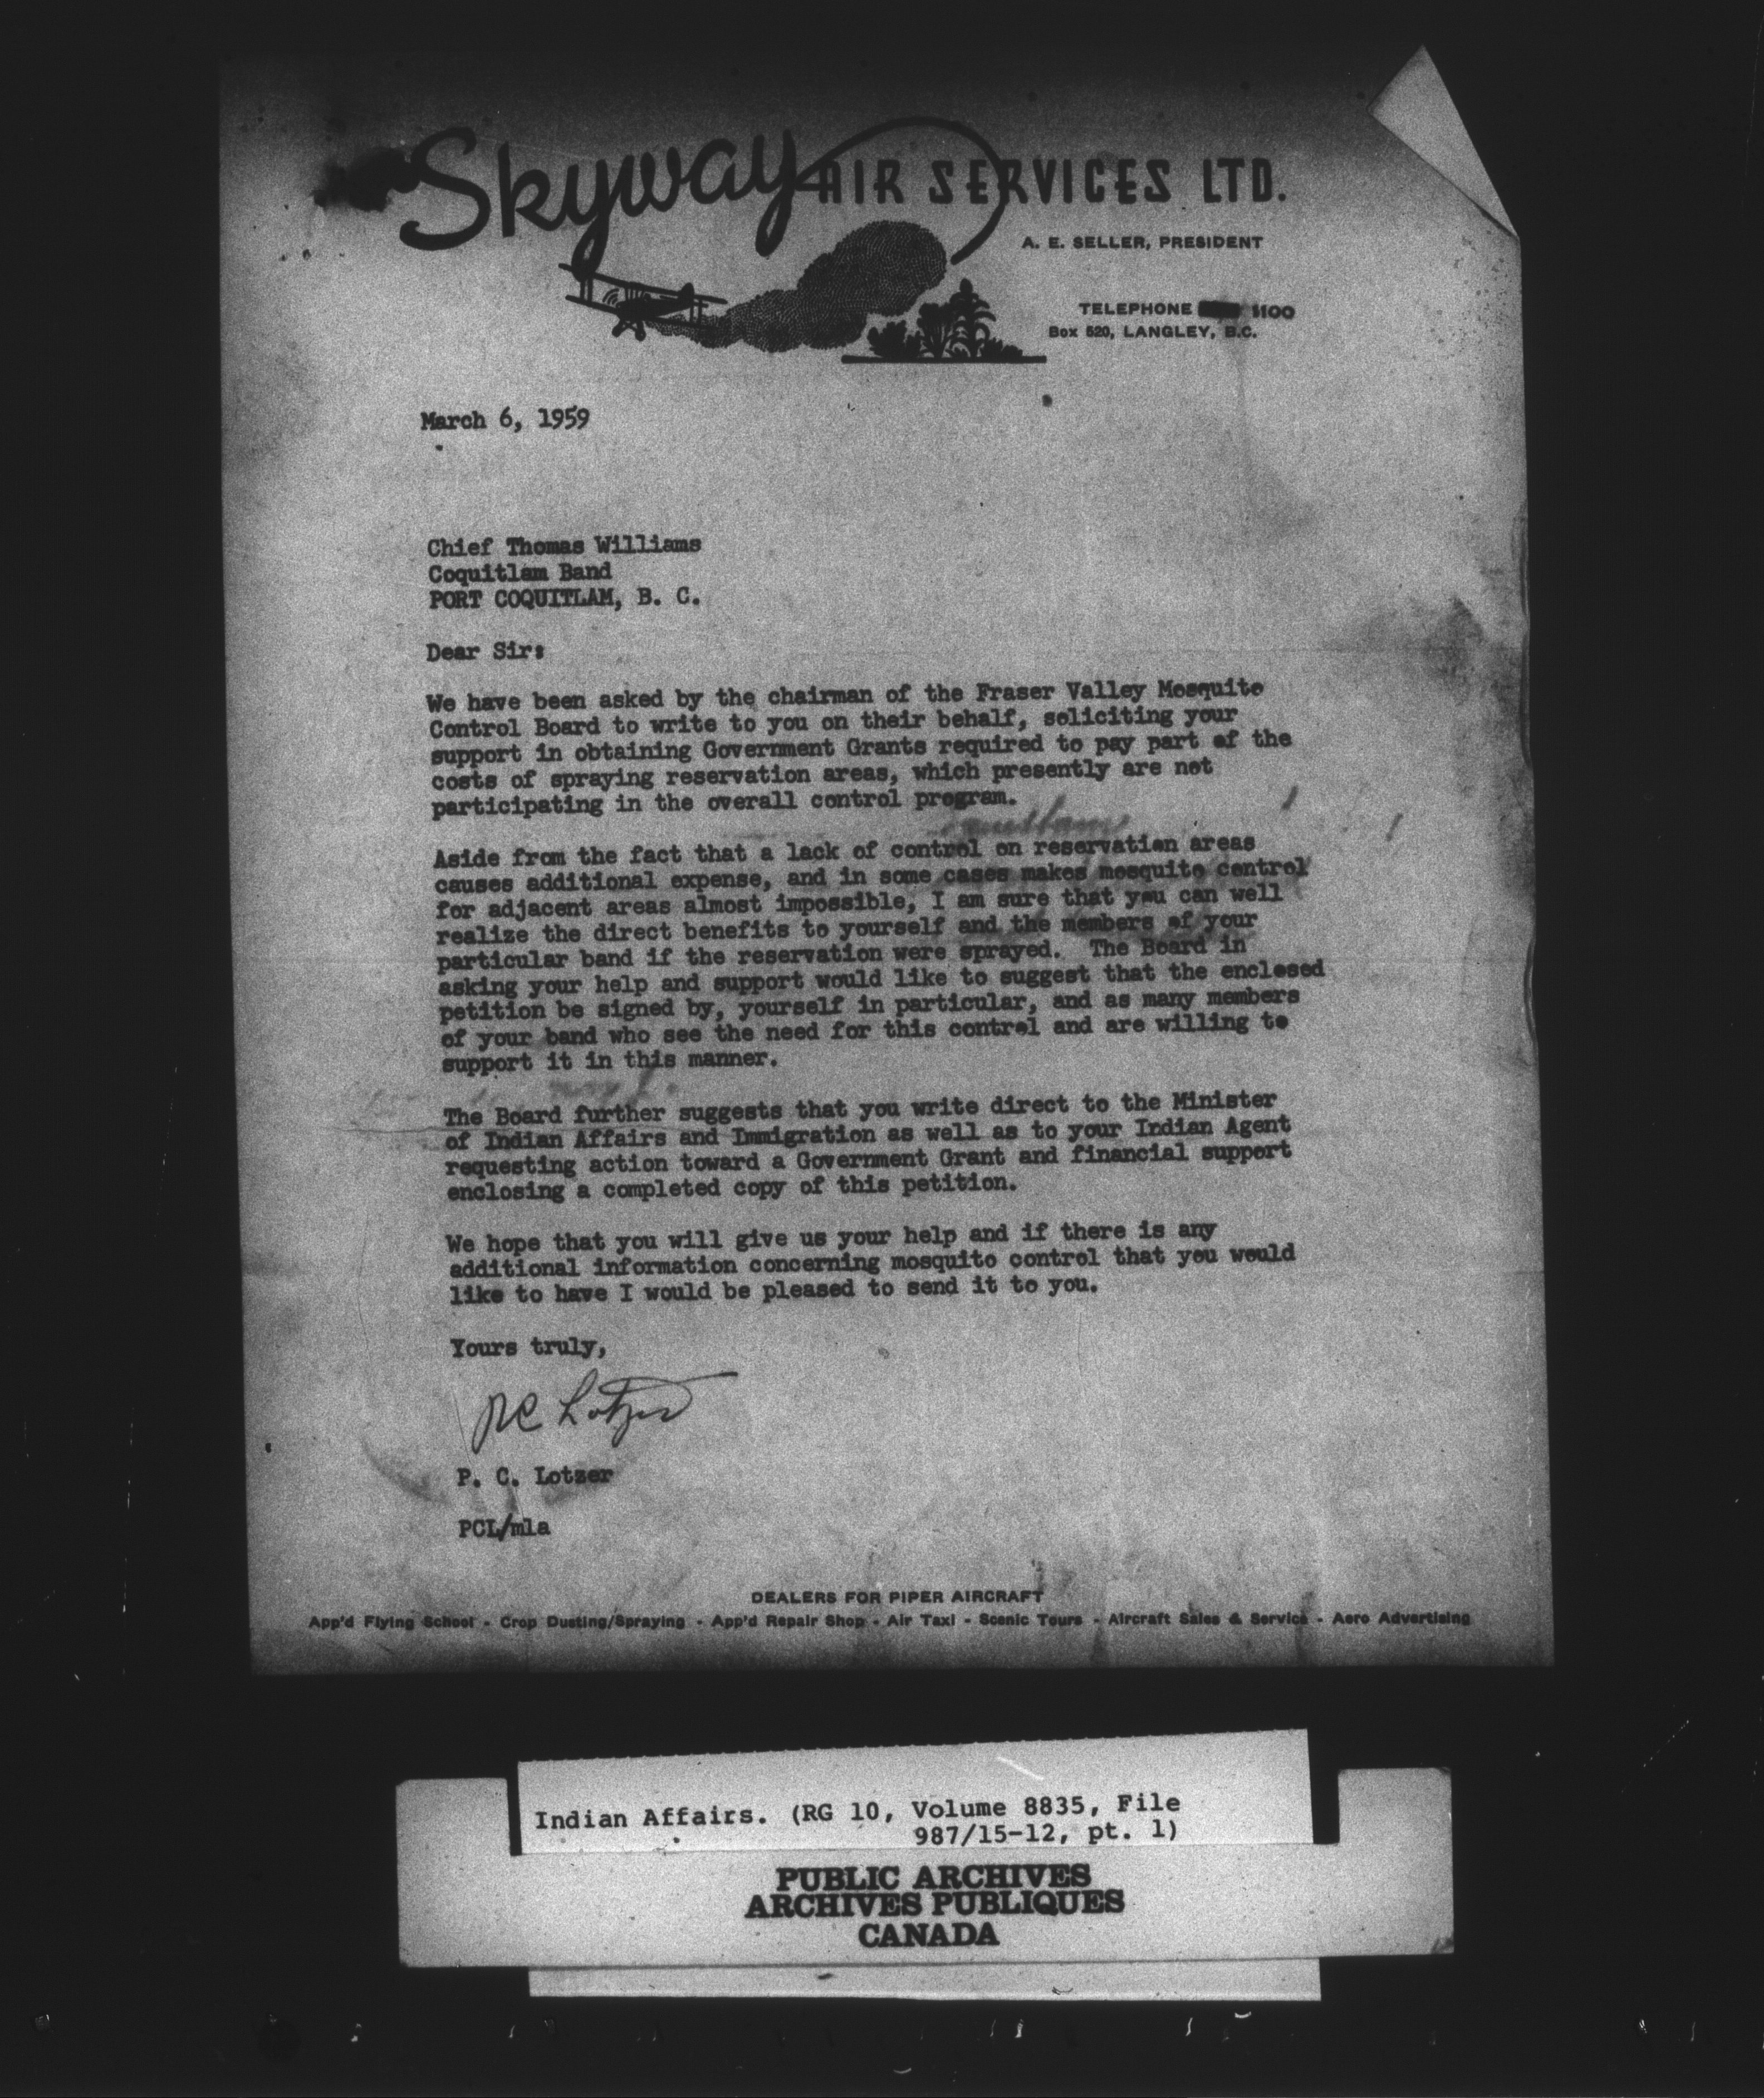 Skyway AIR SERVICES LTD.
A. E. SELLER, PRESIDENT
TELEPHONE 1100
Box 520, LANGLEY, B.C.
March 6, 1959
Chief Thomas Williams
Coquitlam Band
PORT COQUITLAM, B. C.
Dear Sir:
We have been asked by the chairman of the Fraser Valley Mosquito
Control Board to write to you on their behalf, soliciting your
support in obtaining Government Grants required to pay part of the
costs of spraying reservation areas, which presently are not
participating in the overall control program.
Aside from the fact that a lack of control on reservation areas
causes additional expense, and in some cases makes mosquito control
for adjacent areas almost impossible, I am sure that you can well
realize the direct benefits to yourself and the members of your
particular band if the reservation were sprayed. The Board in
asking your help and support would like to suggest that the enclosed
petition be signed by, yourself in particular, and as many members
of your band who see the need for this control and are willing to
support it in this manner.
The Board further suggests that you write direct to the Minister
of Indian Affairs and Immigration as well as to your Indian Agent
requesting action toward a Government Grant and financial support
enclosing a completed copy of this petition.
We hope that you will give us your help and if there is any
additional information concerning mosquito control that you would
like to have I would be pleased to send it to you.
Yours truly,
PC Lotzer
P. C. Lotzer
PCL/mla
DEALERS FOR PIPER AIRCRAFT
App'd Flying School - Crop Dusting/Spraying - App'd Repair Shop - Air Taxi - Scenic Tours - Aircraft Sales & Service - Aero Advertising
Indian Affairs. (RG 10, Volume 8835, File
987/15-12, pt. 1)
PUBLIC ARCHIVES
ARCHIVES PUBLIQUES
CANADA